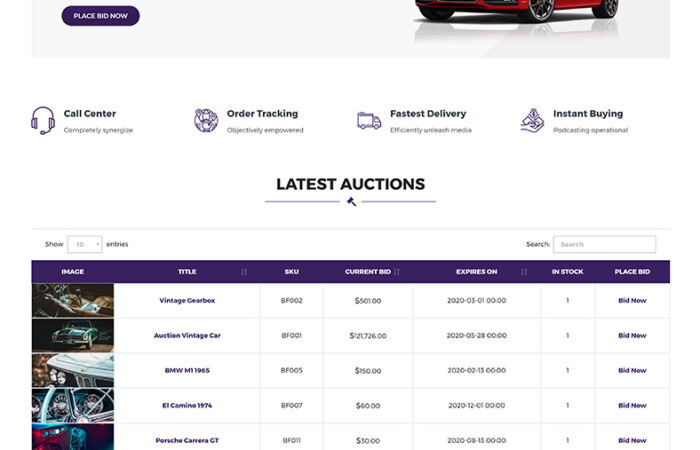 PLACE BID NOW
Call Center
Completely synergize
Order Tracking
Objectively empowered
Fastest Delivery
Efficiently unleash media
Instant Buying
Podcasting operational
LATEST AUCTIONS
Show 10 entries
Search: Search
IMAGE TITLE SKU CURRENT BID EXPIRES ON IN STOCK PLACE BID
Vintage Gearbox BF002 $501.00 2020-03-01 00:00 1 Bid Now
Auction Vintage Car BF001 $121,726.00 2020-05-28 00:00 1 Bid Now
BMW M1 1965 BF005 $150.00 2020-02-13 00:00 1 Bid Now
El Camino 1974 BF007 $60.00 2020-12-01 00:00 1 Bid Now
Porsche Carrera GT BF011 $30.00 2020-08-13 00:00 1 Bid Now